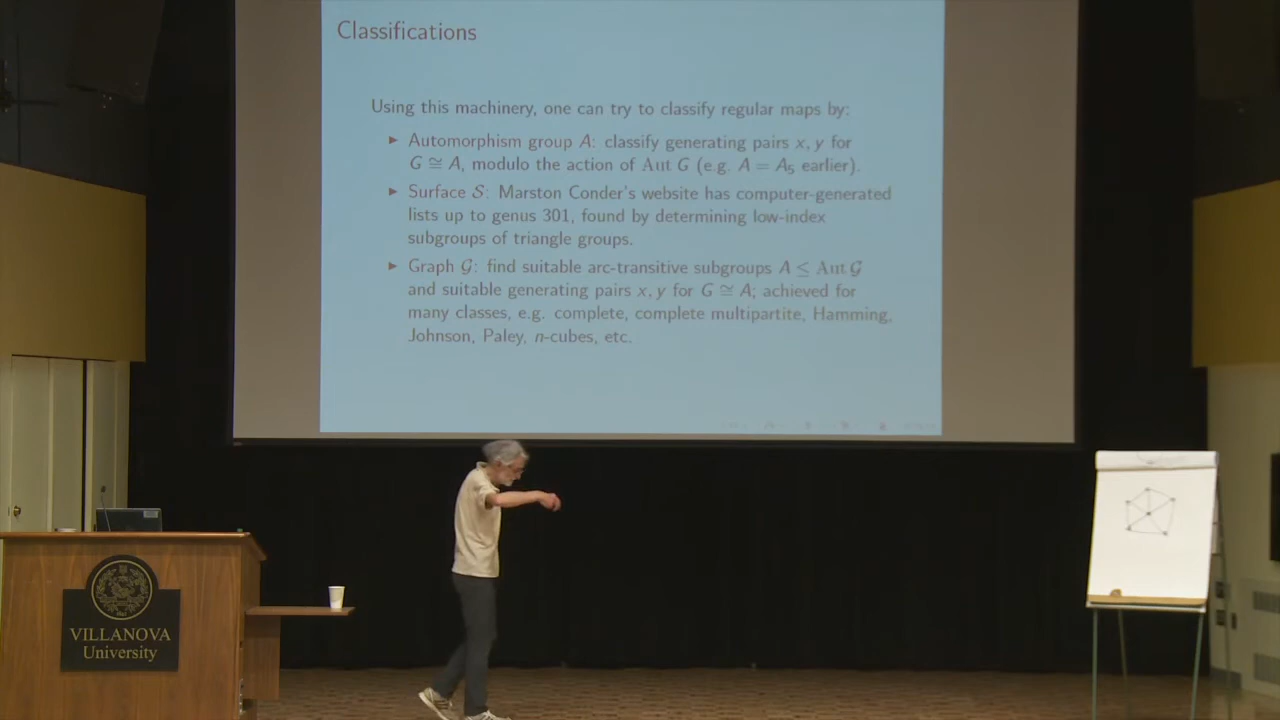 Classifications
Using this machinery, one can try to classify regular maps by:
▶ Automorphism group A: classify generating pairs x, y for
G ≅ A, modulo the action of Aut G (e.g. A = A₅ earlier).
▶ Surface 𝒮: Marston Conder's website has computer-generated
lists up to genus 301, found by determining low-index
subgroups of triangle groups.
▶ Graph 𝒢: find suitable arc-transitive subgroups A ≤ Aut 𝒢
and suitable generating pairs x, y for G ≅ A; achieved for
many classes, e.g. complete, complete multipartite, Hamming,
Johnson, Paley, n-cubes, etc.
VILLANOVA
University